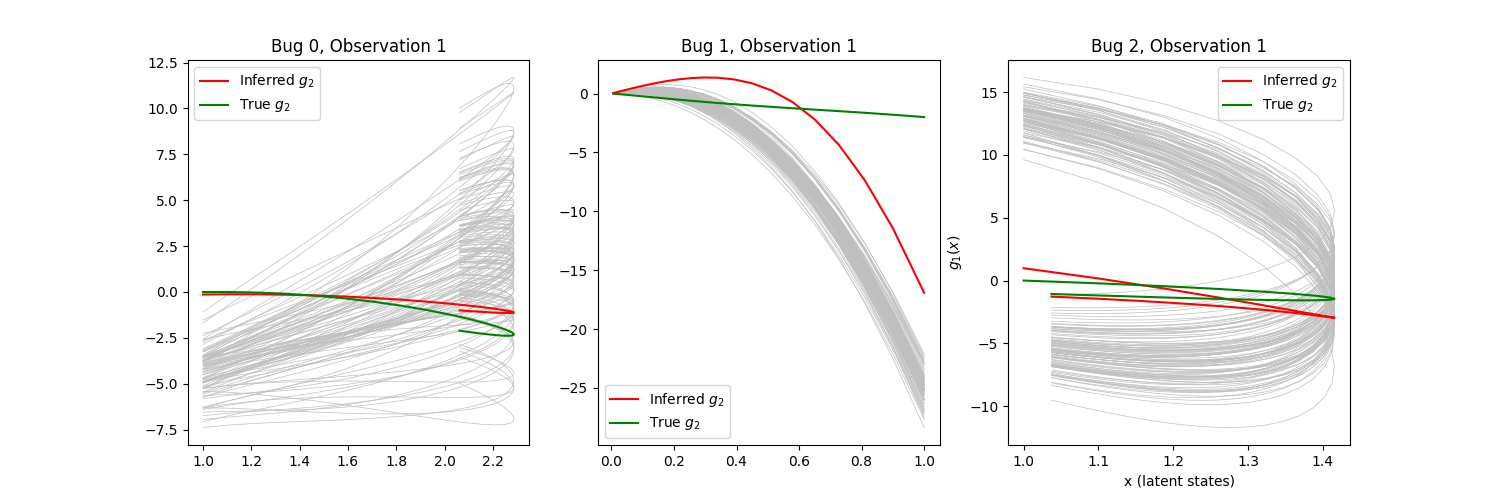 Bug 0, Observation 1
Inferred g₂
True g₂
12.5
10.0
7.5
5.0
2.5
0.0
−2.5
−5.0
−7.5
1.0 1.2 1.4 1.6 1.8 2.0 2.2
Bug 1, Observation 1
0
−5
−10
−15
−20
−25
Inferred g₂
True g₂
0.0 0.2 0.4 0.6 0.8 1.0
Bug 2, Observation 1
Inferred g₂
True g₂
g₁(x)
15
10
5
0
−5
−10
1.0 1.1 1.2 1.3 1.4
x (latent states)